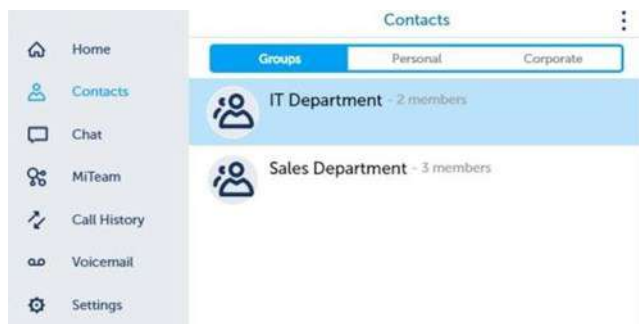 Contacts
Home
Contacts
Chat
MiTeam
Call History
Voicemail
Settings
Groups Personal Corporate
IT Department - 2 members
Sales Department - 3 members